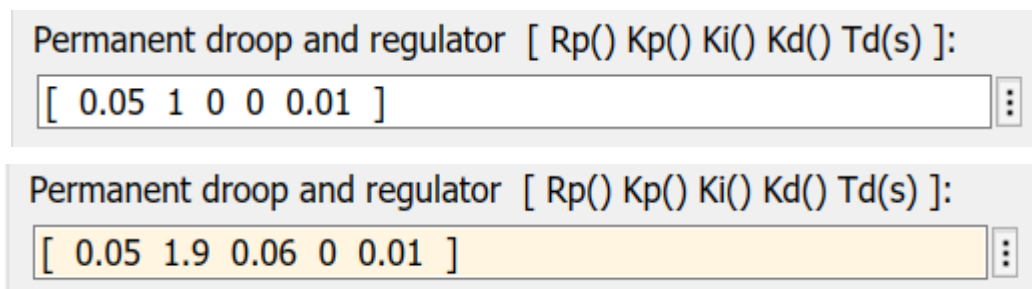 Permanent droop and regulator [ Rp() Kp() Ki() Kd() Td(s) ]:
[ 0.05 1 0 0 0.01 ]
Permanent droop and regulator [ Rp() Kp() Ki() Kd() Td(s) ]:
[ 0.05 1.9 0.06 0 0.01 ]